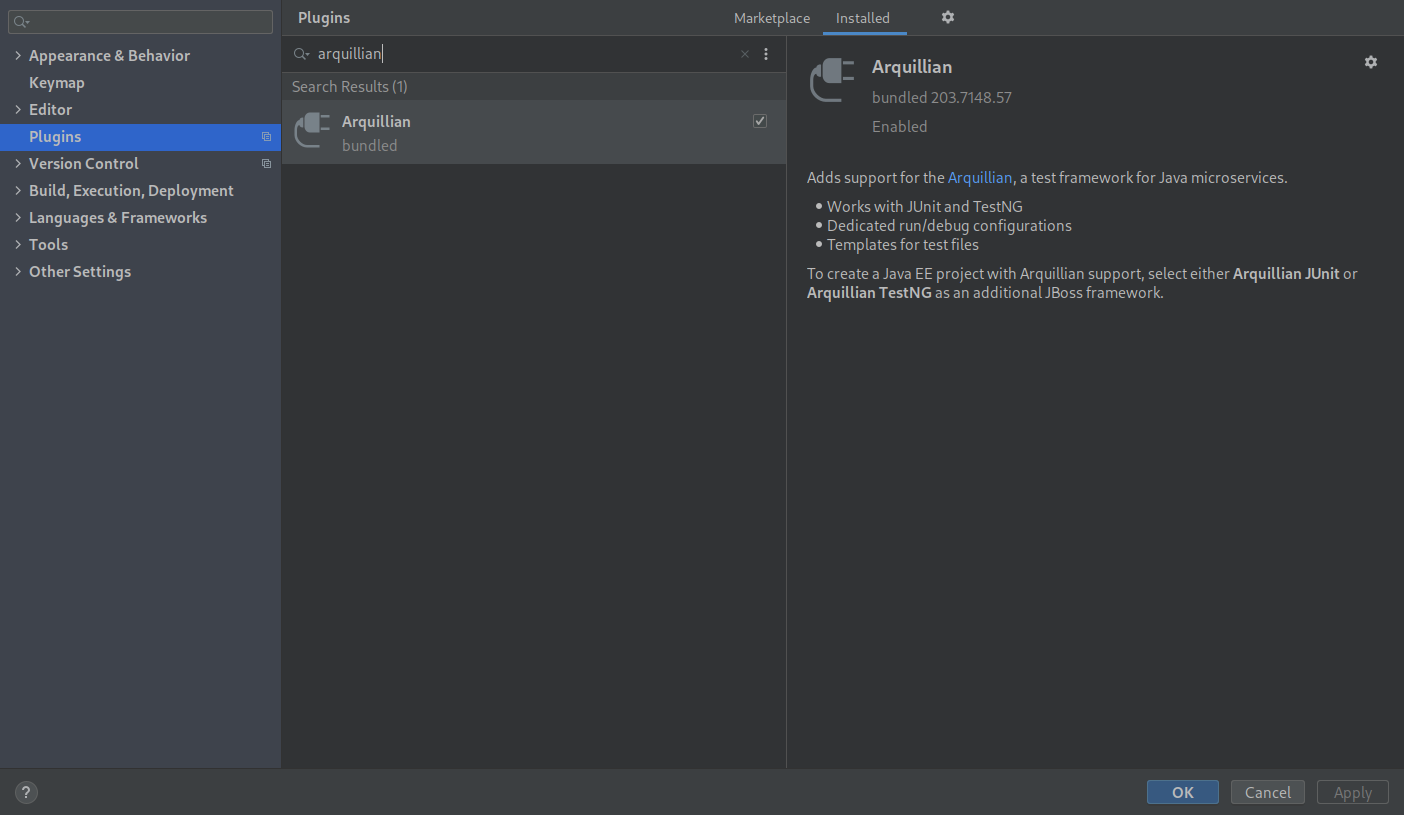 Appearance & Behavior
Keymap
Editor
Plugins
Version Control
Build, Execution, Deployment
Languages & Frameworks
Tools
Other Settings
Plugins
Marketplace
Installed
arquillian
Search Results (1)
Arquillian
bundled
Arquillian
bundled 203.7148.57
Enabled
Adds support for the Arquillian, a test framework for Java microservices.
• Works with JUnit and TestNG
• Dedicated run/debug configurations
• Templates for test files
To create a Java EE project with Arquillian support, select either Arquillian JUnit or
Arquillian TestNG as an additional JBoss framework.
?
OK
Cancel
Apply